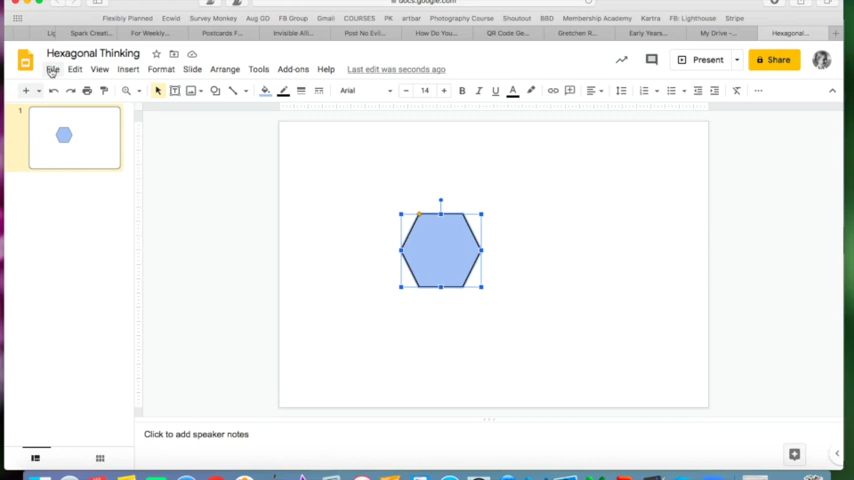 docs.google.com
Flexibly Planned Ecwid Survey Monkey Aug GD FB Group Gmail COURSES PK artbar Photography Course Shoutout BBD Membership Academy Kartra FB: Lighthouse Stripe
Spark Creati... For Weekly... Postcards F... Invisible Alli... Post No Evil... QR Code Ge... Gretchen R... Early Years... My Drive -... Hexagonal...
Hexagonal Thinking
File Edit View Insert Format Slide Arrange Tools Add-ons Help Last edit was seconds ago
Present
Share
Arial 14 B I U A
1
Click to add speaker notes